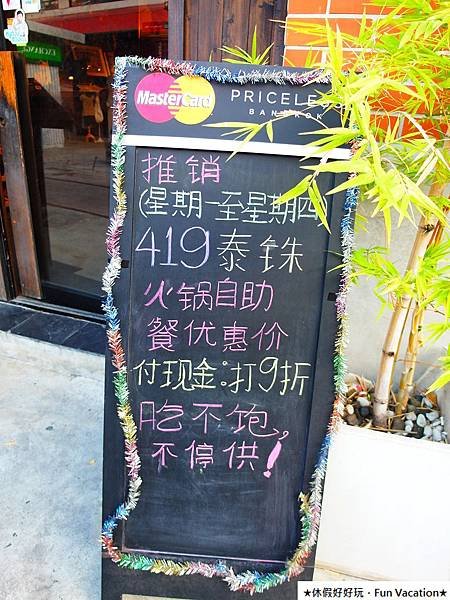 EXCHANGE
MasterCard
PRICELESS
BANGKOK
推销
(星期一至星期四)
419泰铢
火锅自助
餐优惠价
付现金:打9折
吃不饱,
不停供!
★休假好好玩‧Fun Vacation★